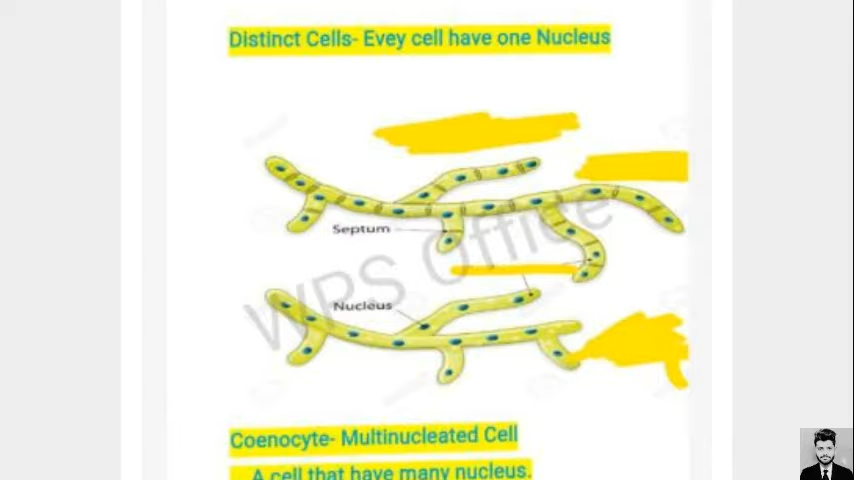 Distinct Cells- Evey cell have one Nucleus
Septum
WPS Office
Nucleus
Coenocyte- Multinucleated Cell
A cell that have many nucleus.